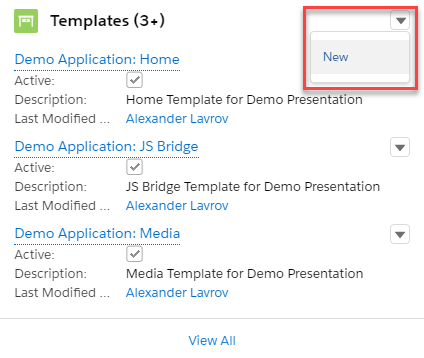 Templates (3+)
New
Demo Application: Home
Active:
Description: Home Template for Demo Presentation
Last Modified ... Alexander Lavrov
Demo Application: JS Bridge
Active:
Description: JS Bridge Template for Demo Presentation
Last Modified ... Alexander Lavrov
Demo Application: Media
Active:
Description: Media Template for Demo Presentation
Last Modified ... Alexander Lavrov
View All